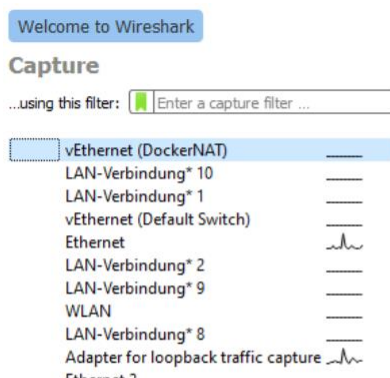 Welcome to Wireshark
Capture
...using this filter: Enter a capture filter ...
vEthernet (DockerNAT)
LAN-Verbindung* 10
LAN-Verbindung* 1
vEthernet (Default Switch)
Ethernet
LAN-Verbindung* 2
LAN-Verbindung* 9
WLAN
LAN-Verbindung* 8
Adapter for loopback traffic capture